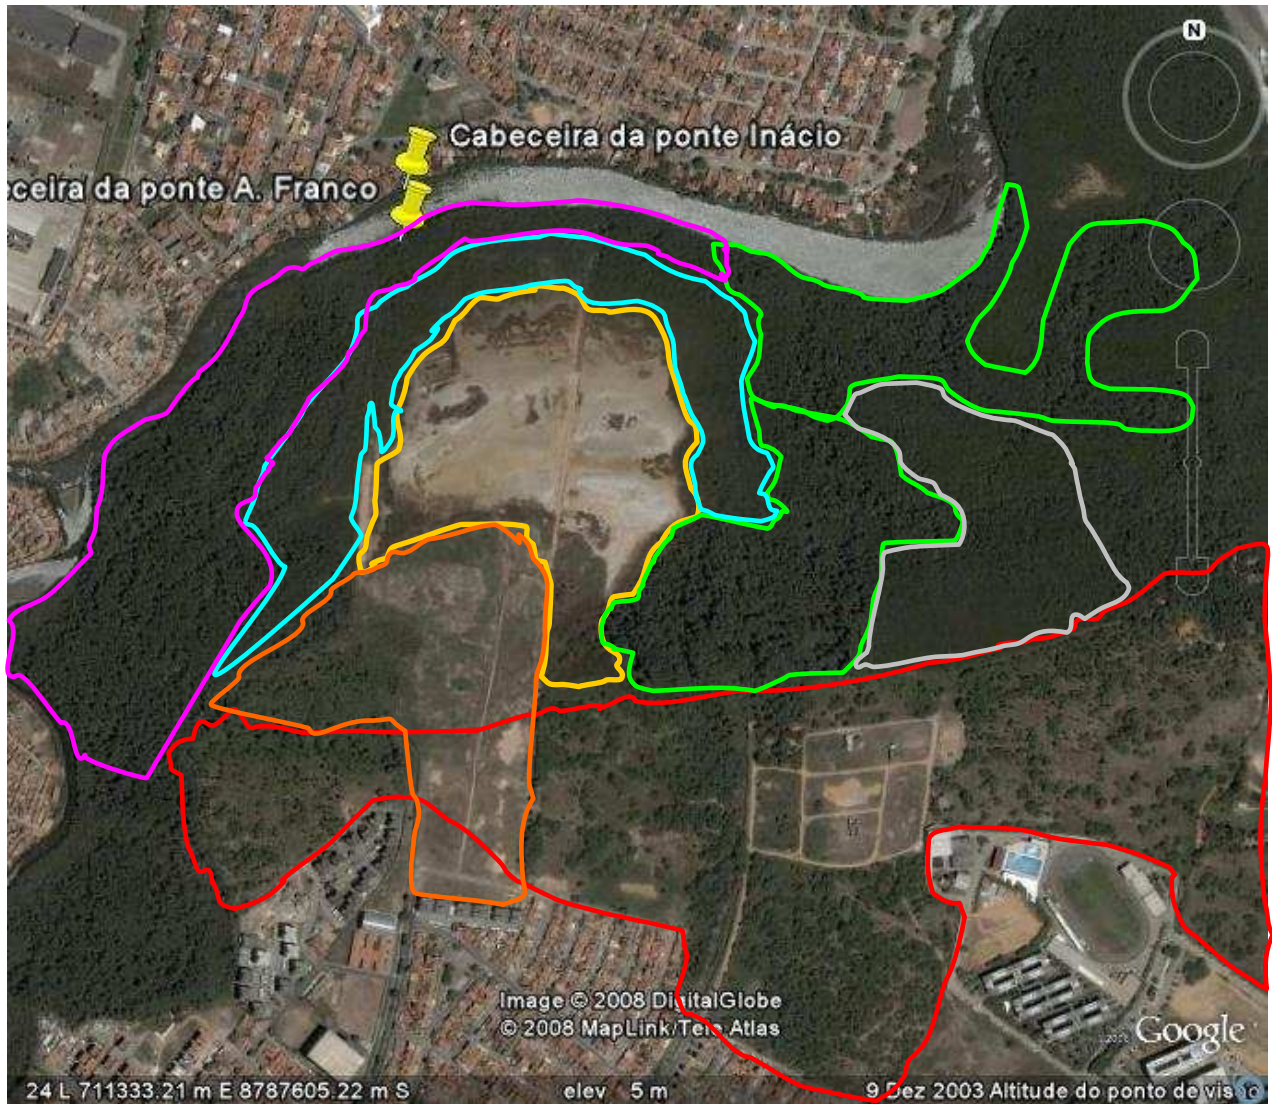 N
Cabeceira da ponte Inácio
eceira da ponte A. Franco
Image © 2008 DigitalGlobe
© 2008 MapLink/Tele Atlas
Google
24 L 711333.21 m E 8787605.22 m S elev 5 m 9 Dez 2003 Altitude do ponto de visão